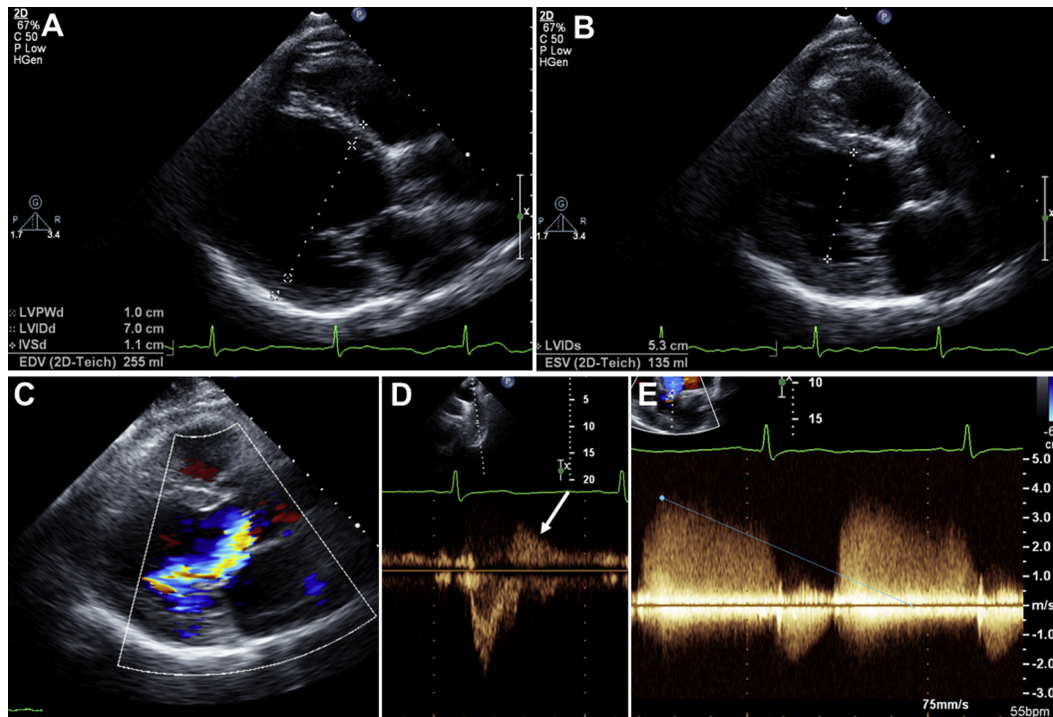 A
2D
67%
C 50
P Low
HGen
P
G
P R
1.7 3.4
x
LVPWd 1.0 cm
LVIDd 7.0 cm
IVSd 1.1 cm
EDV (2D-Teich) 255 ml
B
2D
67%
C 50
P Low
HGen
P
G
P R
1.7 3.4
x
LVIDs 5.3 cm
ESV (2D-Teich) 135 ml
C
D
P
5
10
15
x
20
E
x
10
15
-6
cm
5.0
4.0
3.0
2.0
1.0
m/s
-1.0
-2.0
-3.0
75mm/s
55bpm